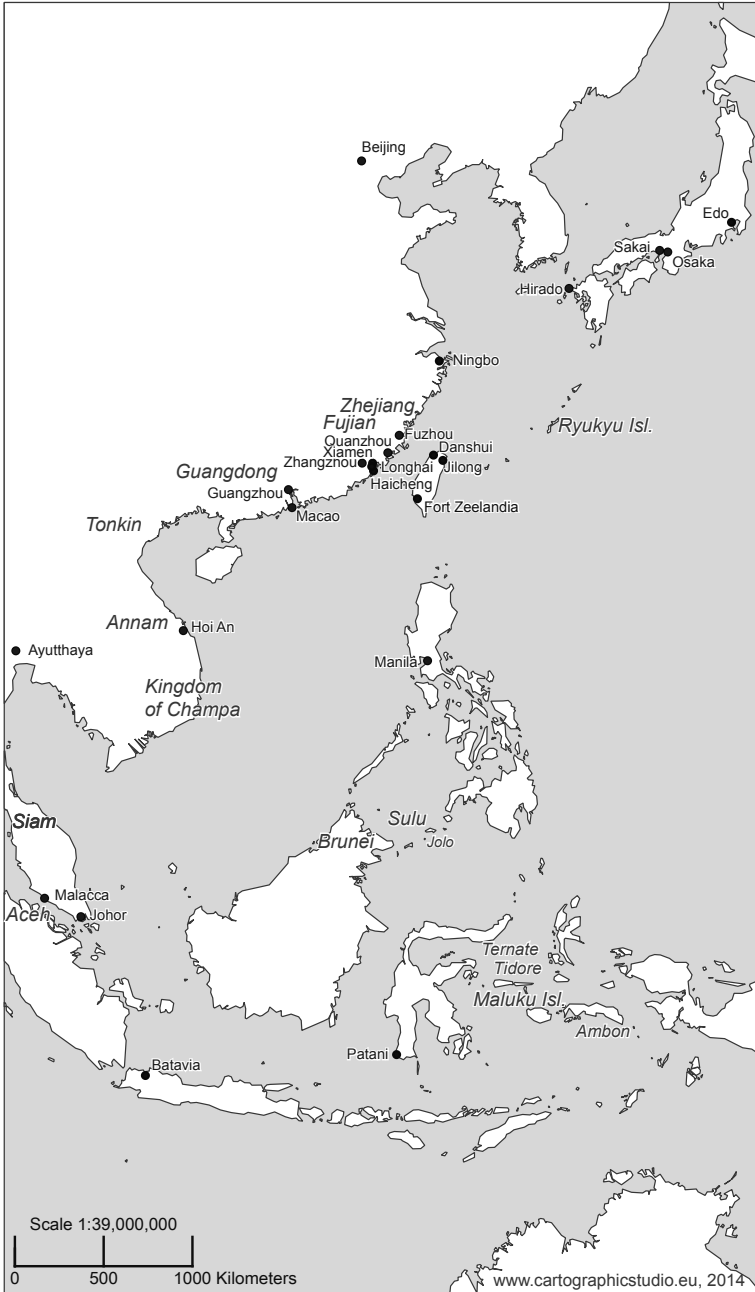 Beijing
Edo
Sakai
Osaka
Hirado
Ningbo
Zhejiang
Fujian
Ryukyu Isl.
Fuzhou
Quanzhou
Danshui
Xiamen
Zhangzhou
Longhai
Jilong
Guangdong
Haicheng
Guangzhou
Fort Zeelandia
Macao
Tonkin
Annam
Hoi An
Ayutthaya
Manila
Kingdom
of Champa
Siam
Sulu
Brunei
Jolo
Malacca
Aceh
Johor
Ternate
Tidore
Maluku Isl.
Ambon
Patani
Batavia
Scale 1:39,000,000
0 500 1000 Kilometers
www.cartographicstudio.eu, 2014